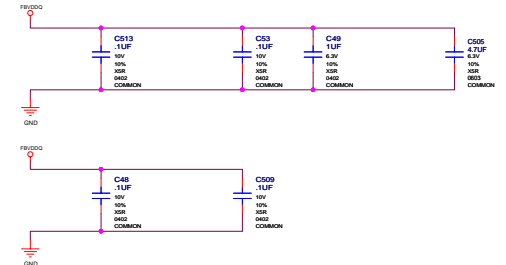 FBVDDQ
C513
.1UF
10V
10%
X5R
0402
COMMON
C53
.1UF
10V
10%
X5R
0402
COMMON
C49
1UF
6.3V
10%
X5R
0402
COMMON
C505
4.7UF
6.3V
10%
X5R
0603
COMMON
GND
FBVDDQ
C48
.1UF
10V
10%
X5R
0402
COMMON
C509
.1UF
10V
10%
X5R
0402
COMMON
GND